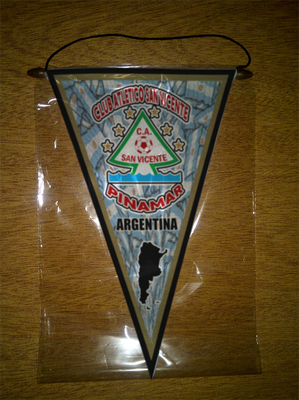 CLUB ATLETICO SAN VICENTE
C.A.
SAN VICENTE
PINAMAR
ARGENTINA